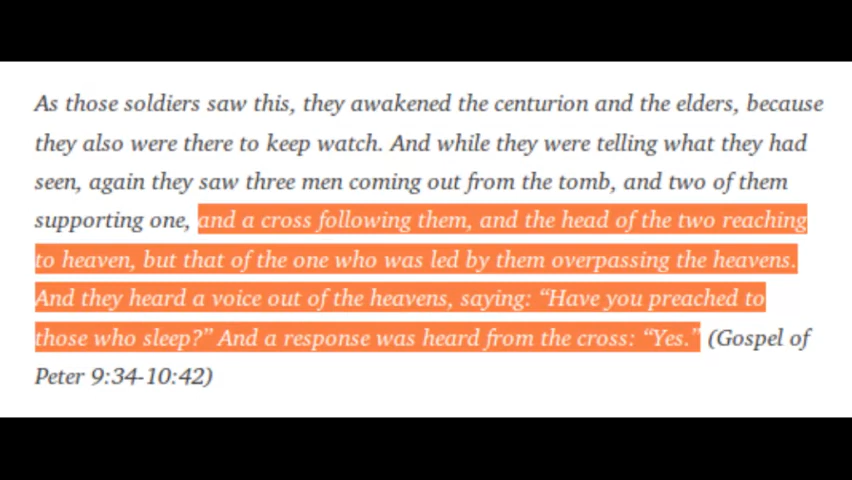 As those soldiers saw this, they awakened the centurion and the elders, because
they also were there to keep watch. And while they were telling what they had
seen, again they saw three men coming out from the tomb, and two of them
supporting one, and a cross following them, and the head of the two reaching
to heaven, but that of the one who was led by them overpassing the heavens.
And they heard a voice out of the heavens, saying: “Have you preached to
those who sleep?” And a response was heard from the cross: “Yes.” (Gospel of
Peter 9:34-10:42)